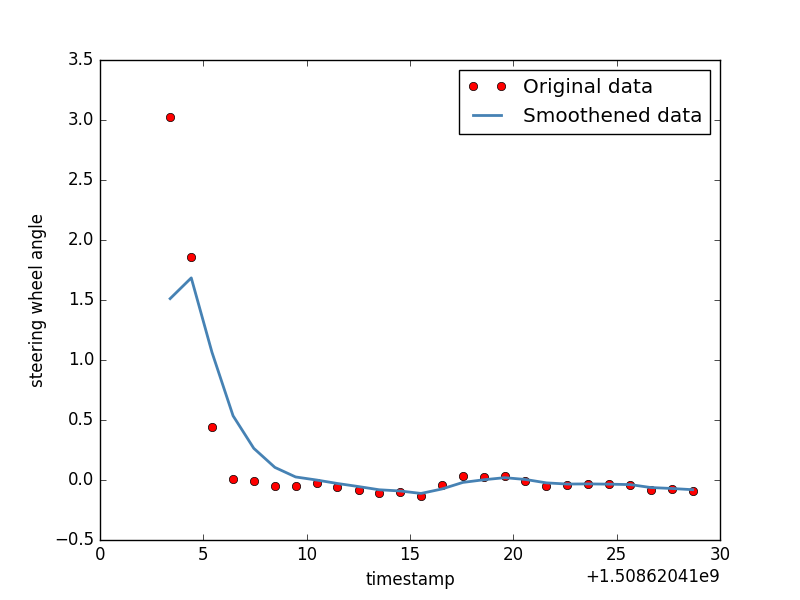 3.5
3.0
2.5
2.0
1.5
1.0
0.5
0.0
−0.5
steering wheel angle
Original data
Smoothened data
0 5 10 15 20 25 30
timestamp
+1.50862041e9